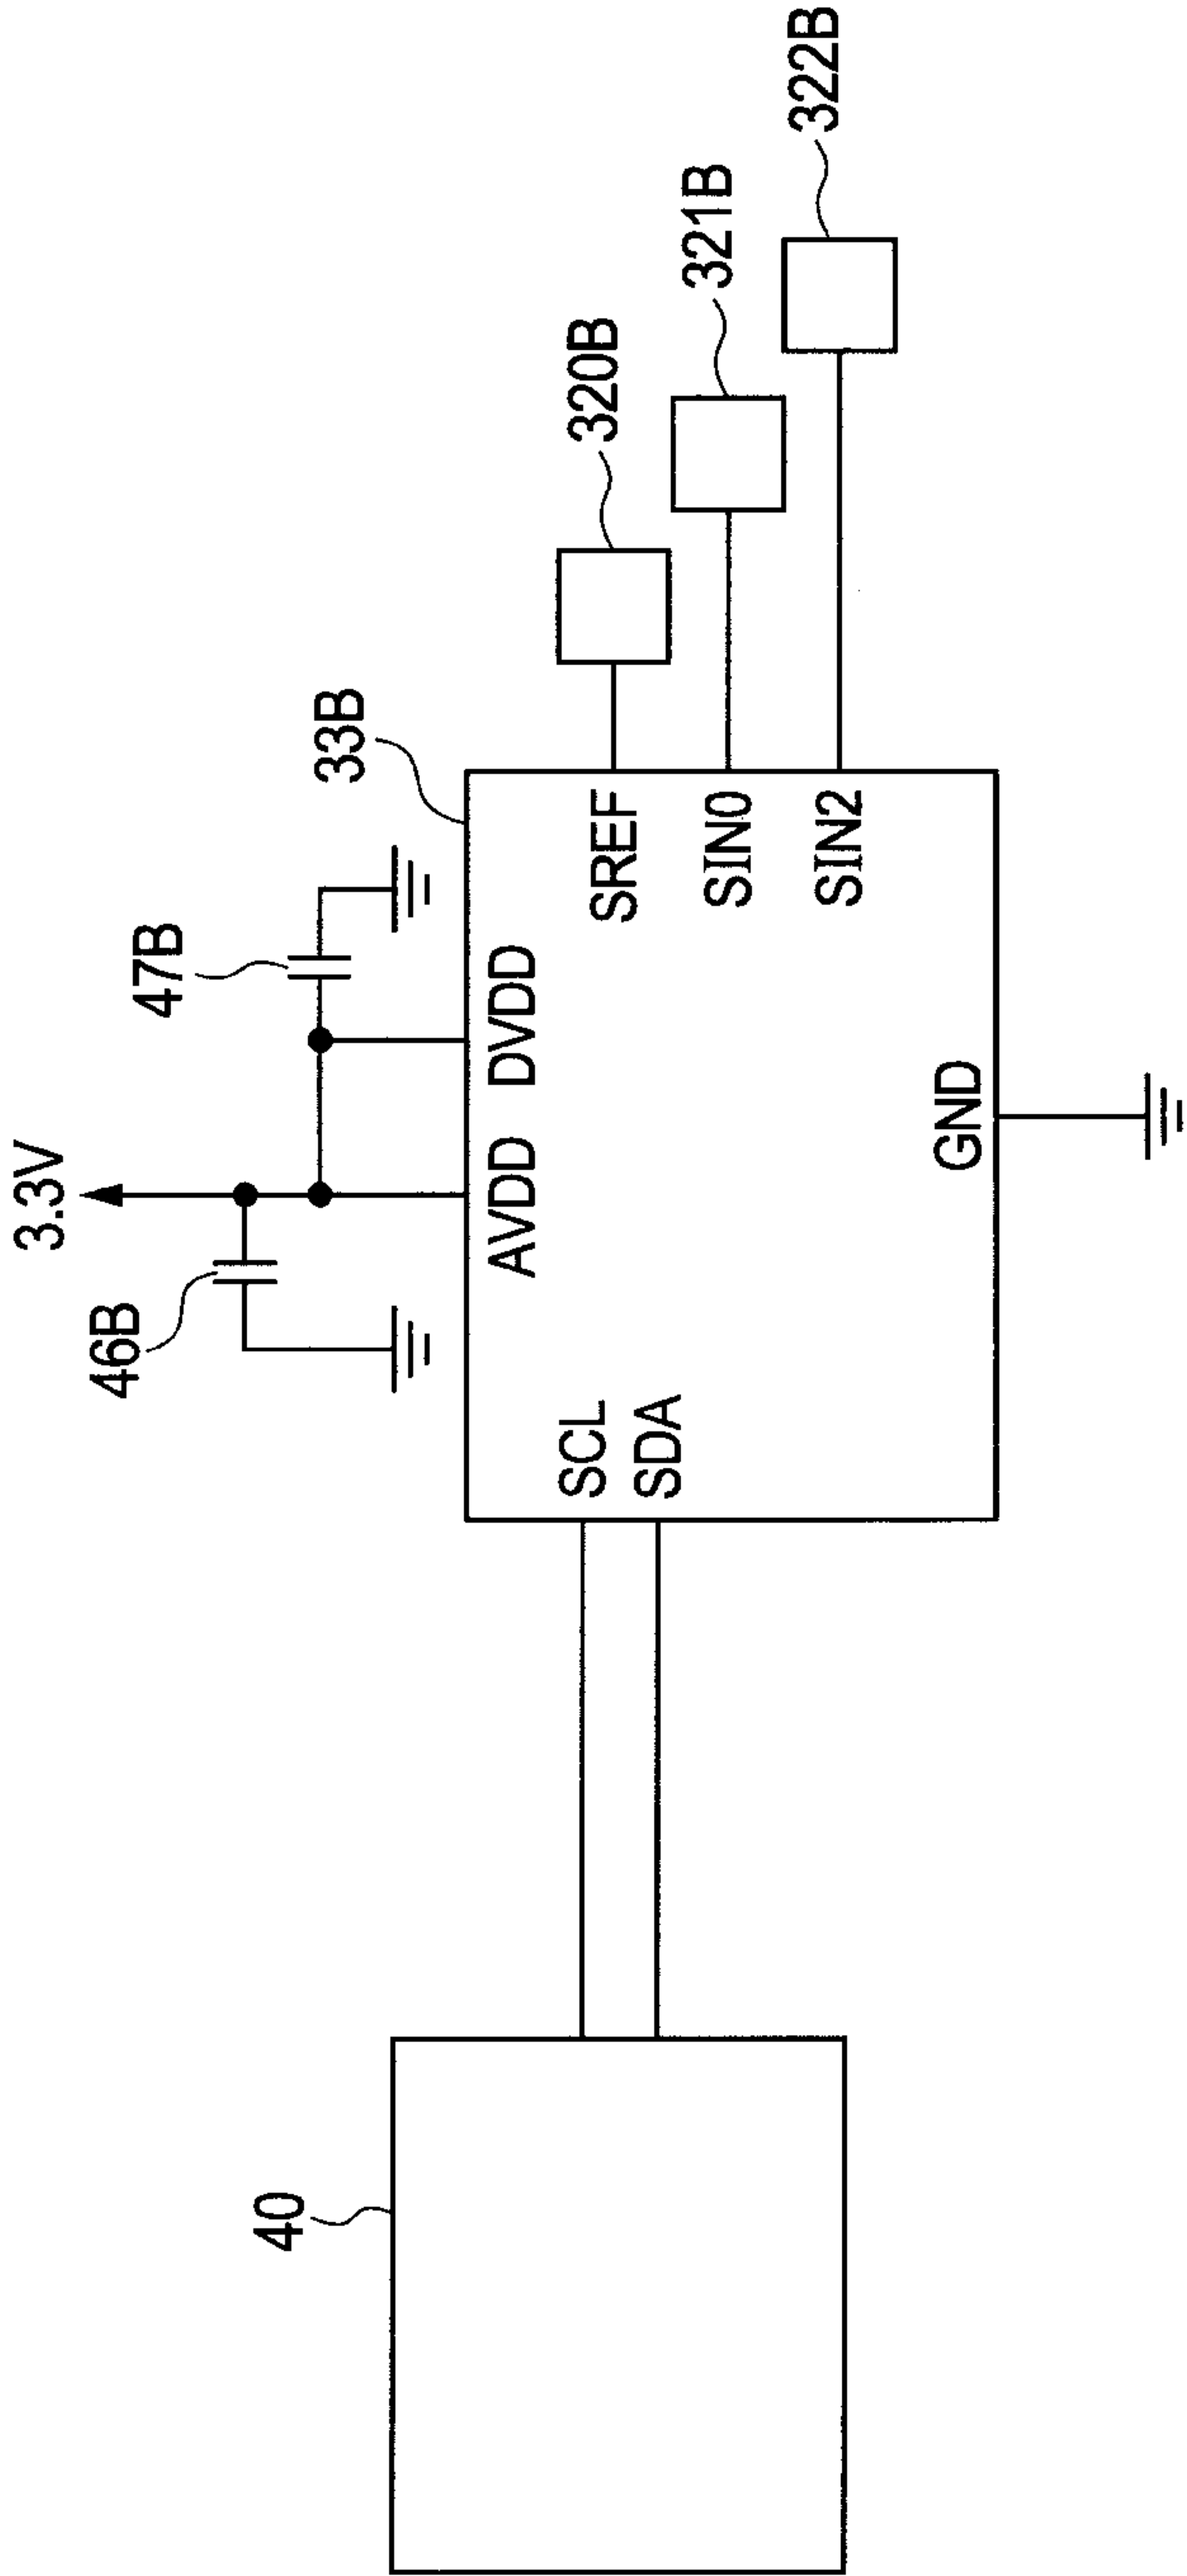 3.3V
46B
47B
33B
AVDD DVDD
320B
321B
322B
40
SCL
SDA
SREF
SIN0
SIN2
GND